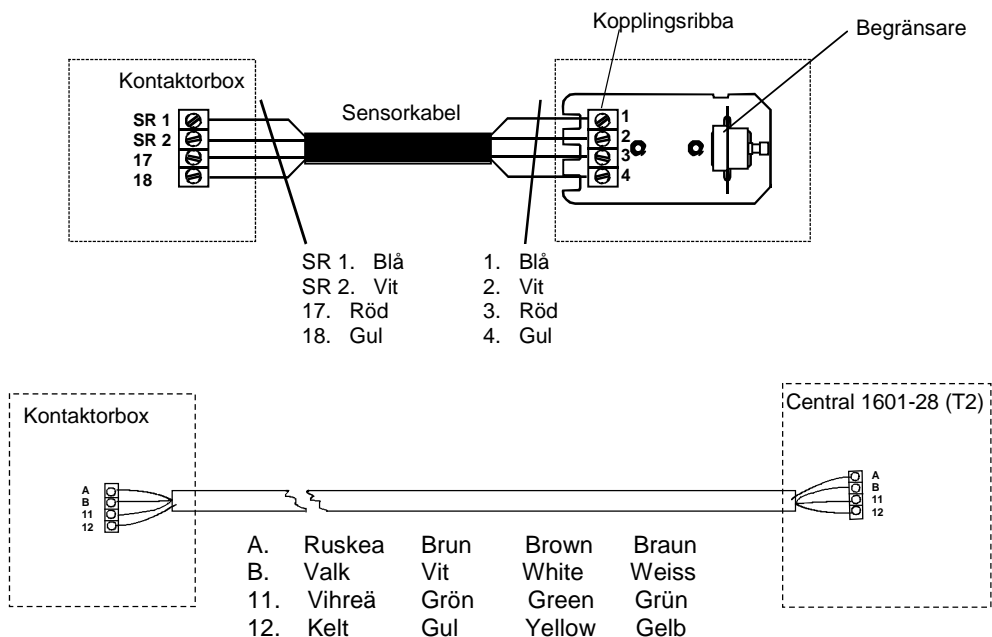 Kopplingsribba
Begränsare
Kontaktorbox
Sensorkabel
SR 1
SR 2
17
18
1
2
3
4
SR 1. Blå
SR 2. Vit
17. Röd
18. Gul
1. Blå
2. Vit
3. Röd
4. Gul
Kontaktorbox
Central 1601-28 (T2)
A
B
11
12
A
B
11
12
A. Ruskea Brun Brown Braun
B. Valk Vit White Weiss
11. Vihreä Grön Green Grün
12. Kelt Gul Yellow Gelb